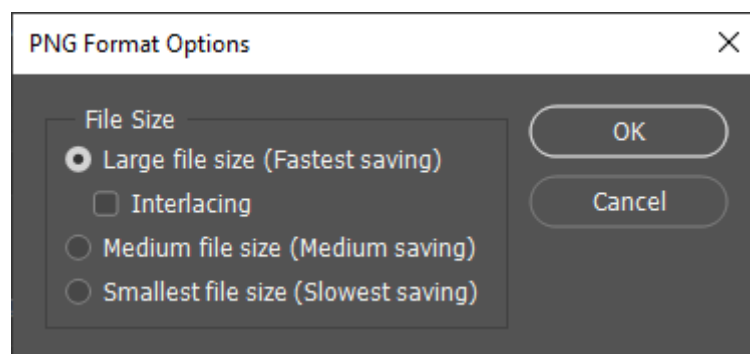 PNG Format Options
File Size
Large file size (Fastest saving)
Interlacing
Medium file size (Medium saving)
Smallest file size (Slowest saving)
OK
Cancel